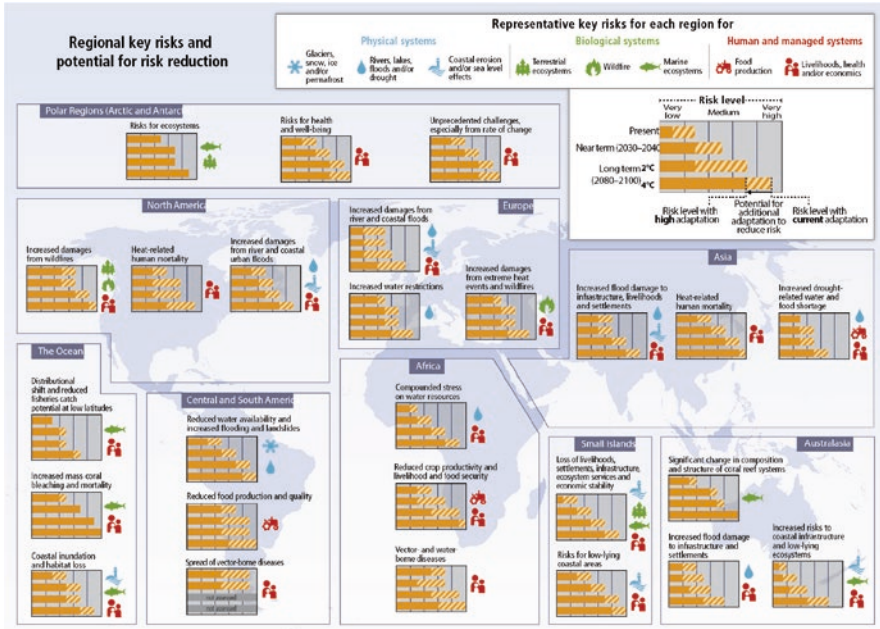 Regional key risks and
potential for risk reduction
Representative key risks for each region for
Physical systems
Biological systems
Human and managed systems
Glaciers,
snow, ice
and/or
permafrost
Rivers, lakes,
floods and/or
drought
Coastal erosion
and/or sea level
effects
Terrestrial
ecosystems
Wildfire
Marine
ecosystems
Food
production
Livelihoods, health
and/or economics
Risk level
Very
low
Medium
Very
high
Present
Near term (2030–2040
Long term 2°C
(2080–2100)
4°C
Risk level with
high adaptation
Potential for
additional
adaptation to
reduce risk
Risk level with
current adaptation
Polar Regions (Arctic and Antarct
Risks for ecosystems
Risks for health
and well-being
Unprecedented challenges,
especially from rate of change
North America
Increased damages
from wildfires
Heat-related
human mortality
Increased damages
from river and coastal
urban floods
Europe
Increased damages from
river and coastal floods
Increased water restrictions
Increased damages
from extreme heat
events and wildfires
Asia
Increased flood damage to
infrastructure, livelihoods
and settlements
Heat-related
human mortality
Increased drought-
related water and
food shortage
The Ocean
Distributional
shift and reduced
fisheries catch
potential at low latitudes
Increased mass coral
bleaching and mortality
Coastal inundation
and habitat loss
Central and South Americ
Reduced water availability and
increased flooding and landslides
Reduced food production and quality
Spread of vector-borne diseases
not assessed
not assessed
Africa
Compounded stress
on water resources
Reduced crop productivity and
livelihood and food security
Vector- and water-
borne diseases
Small islands
Loss of livelihoods,
settlements, infrastructure,
ecosystem services and
economic stability
Risks for low-lying
coastal areas
Australasia
Significant change in composition
and structure of coral reef systems
Increased flood damage
to infrastructure and
settlements
Increased risks to
coastal infrastructure
and low-lying
ecosystems